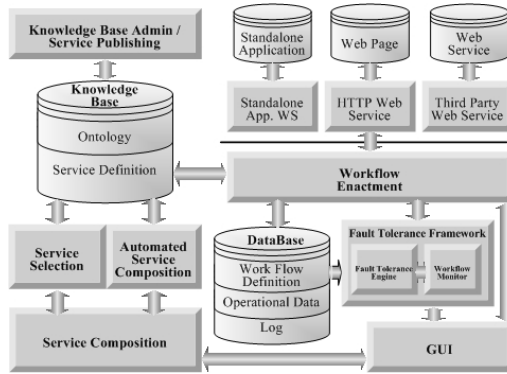 Knowledge Base Admin /
Service Publishing
Standalone
Application
Web Page
Web
Service
Knowledge
Base
Ontology
Service Definition
Standalone
App. WS
HTTP Web
Service
Third Party
Web Service
Workflow
Enactment
Service
Selection
Automated
Service
Composition
DataBase
Work Flow
Definition
Operational Data
Log
Fault Tolerance Framework
Fault Tolerance
Engine
Workflow
Monitor
Service Composition
GUI